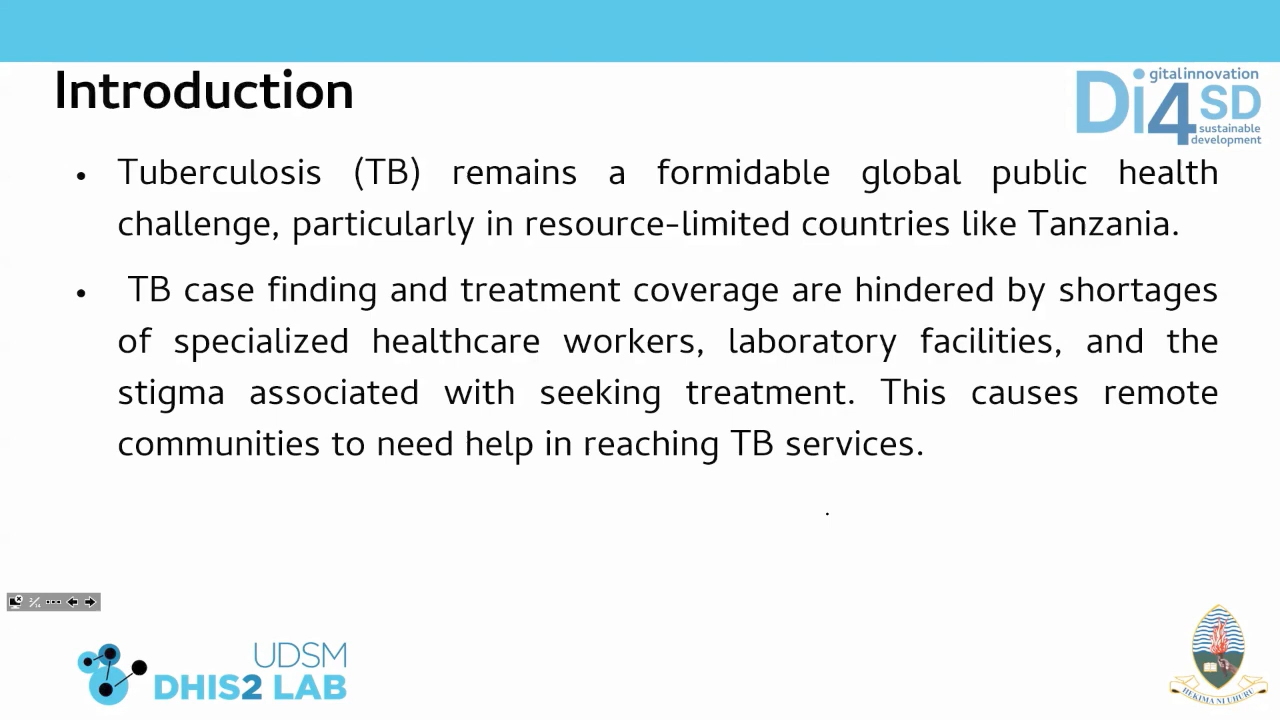 Introduction
Di4SD
gital innovation
sustainable
development
• Tuberculosis (TB) remains a formidable global public health
challenge, particularly in resource-limited countries like Tanzania.
• TB case finding and treatment coverage are hindered by shortages
of specialized healthcare workers, laboratory facilities, and the
stigma associated with seeking treatment. This causes remote
communities to need help in reaching TB services.
.
UDSM
DHIS2 LAB
HEKIMA NI UHURU